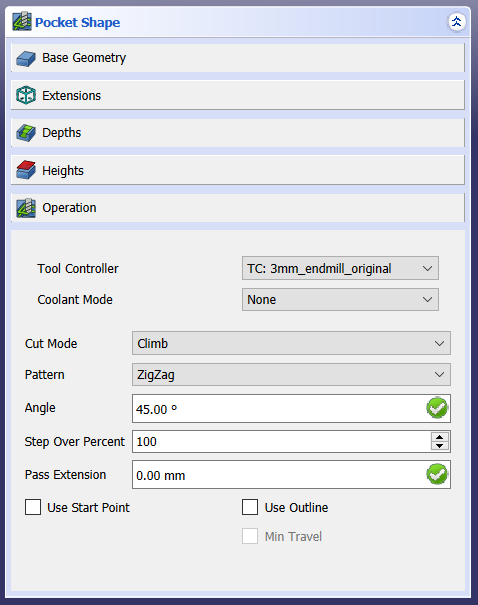 Pocket Shape
Base Geometry
Extensions
Depths
Heights
Operation
Tool Controller TC: 3mm_endmill_original
Coolant Mode None
Cut Mode Climb
Pattern ZigZag
Angle 45.00 º
Step Over Percent 100
Pass Extension 0.00 mm
Use Start Point Use Outline
Min Travel